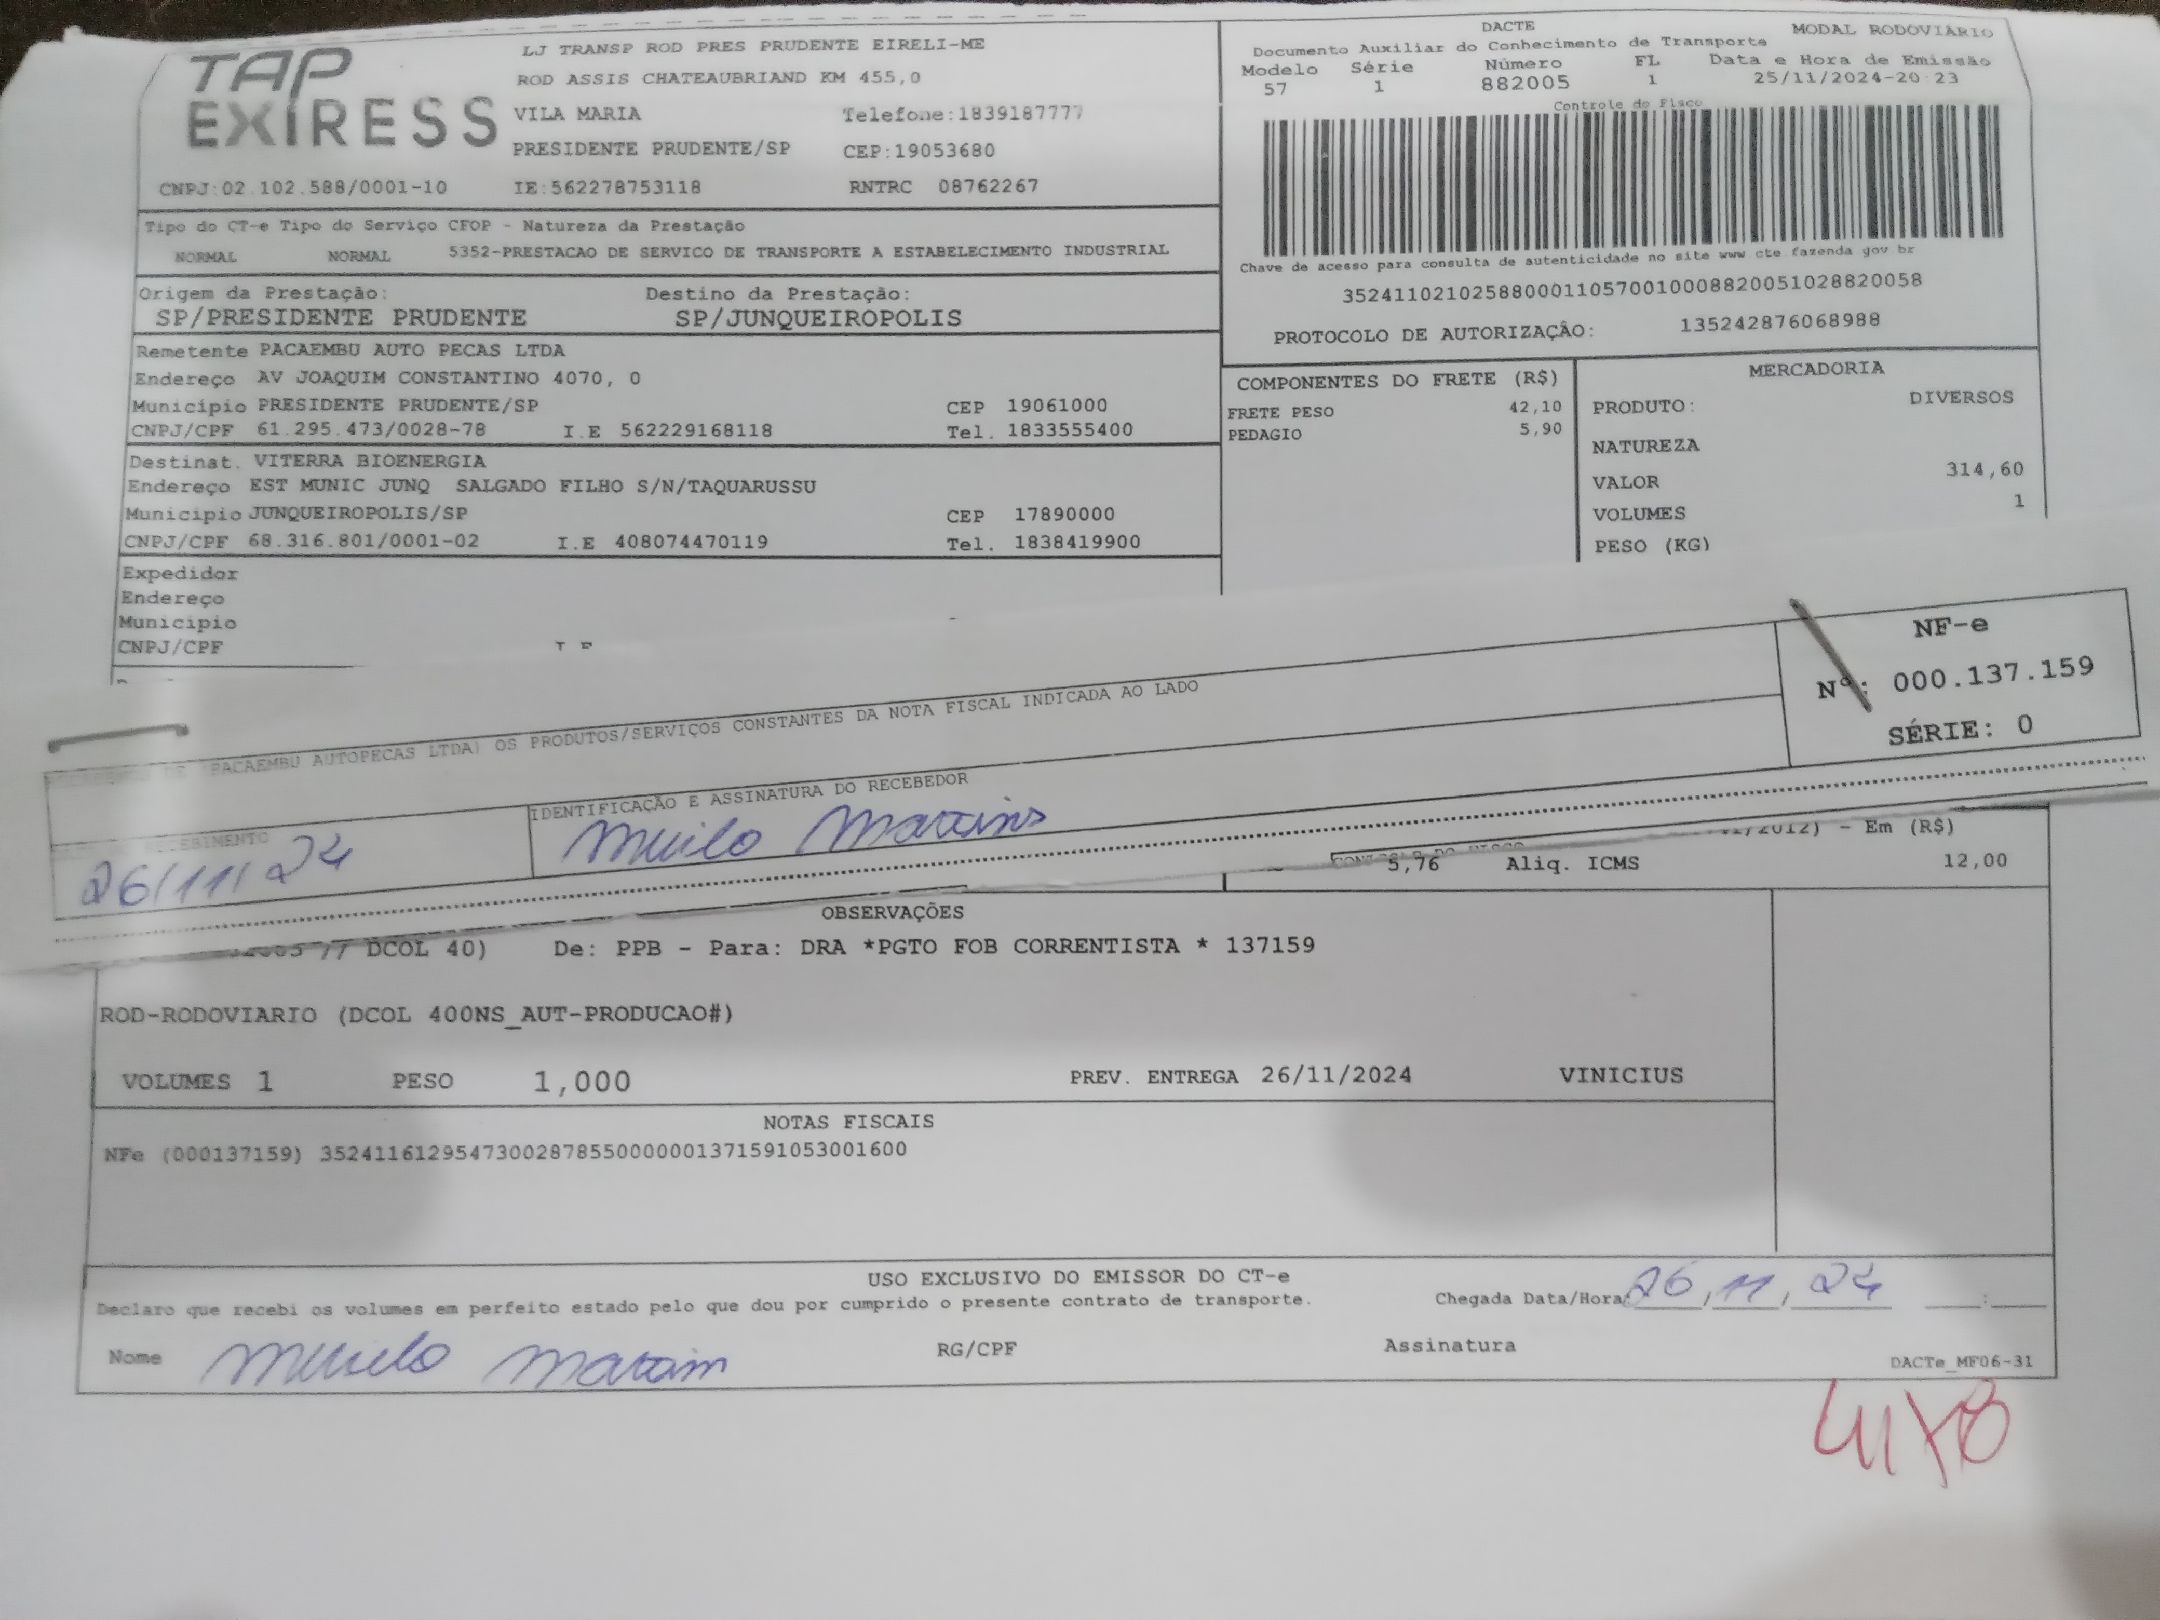 TAP
EXIRESS
LJ TRANSP ROD PRES PRUDENTE EIRELI-ME
ROD ASSIS CHATEAUBRIAND KM 455,0
VILA MARIA Telefone:1839187777
PRESIDENTE PRUDENTE/SP CEP:19053680
CNPJ:02.102.588/0001-10 IE:562278753118 RNTRC 08762267
DACTE MODAL RODOVIÁRIO
Documento Auxiliar do Conhecimento de Transporte
Modelo Série Número FL Data e Hora de Emissão
57 1 882005 1 25/11/2024-20:23
Controle do Fisco
Chave de acesso para consulta de autenticidade no site www cte.fazenda gov br
35241102102588000110570010008820051028820058
PROTOCOLO DE AUTORIZAÇÃO: 135242876068988
Tipo do CT-e Tipo do Serviço CFOP - Natureza da Prestação
NORMAL NORMAL 5352-PRESTACAO DE SERVICO DE TRANSPORTE A ESTABELECIMENTO INDUSTRIAL
Origem da Prestação: Destino da Prestação:
SP/PRESIDENTE PRUDENTE SP/JUNQUEIROPOLIS
Remetente PACAEMBU AUTO PECAS LTDA
Endereço AV JOAQUIM CONSTANTINO 4070, 0
Município PRESIDENTE PRUDENTE/SP CEP 19061000
CNPJ/CPF 61.295.473/0028-78 I.E 562229168118 Tel. 1833555400
Destinat. VITERRA BIOENERGIA
Endereço EST MUNIC JUNQ SALGADO FILHO S/N/TAQUARUSSU
Municipio JUNQUEIROPOLIS/SP CEP 17890000
CNPJ/CPF 68.316.801/0001-02 I.E 408074470119 Tel. 1838419900
Expedidor
Endereço
Municipio
CNPJ/CPF
COMPONENTES DO FRETE (R$)
FRETE PESO 42,10
PEDAGIO 5,90
MERCADORIA
PRODUTO: DIVERSOS
NATUREZA
VALOR 314,60
VOLUMES 1
PESO (KG)
DE (PACAEMBU AUTOPECAS LTDA) OS PRODUTOS/SERVIÇOS CONSTANTES DA NOTA FISCAL INDICADA AO LADO
NF-e
Nº: 000.137.159
SÉRIE: 0
RECEBIMENTO IDENTIFICAÇÃO E ASSINATURA DO RECEBEDOR
26/11/24 Murilo
/2012) - Em (R$)
5,76 Aliq. ICMS 12,00
OBSERVAÇÕES
DCOL 40) De: PPB - Para: DRA *PGTO FOB CORRENTISTA * 137159
ROD-RODOVIARIO (DCOL 400NS_AUT-PRODUCAO#)
VOLUMES 1 PESO 1,000 PREV. ENTREGA 26/11/2024 VINICIUS
NOTAS FISCAIS
NFe (000137159) 35241161295473002878550000001371591053001600
USO EXCLUSIVO DO EMISSOR DO CT-e
Declaro que recebi os volumes em perfeito estado pelo que dou por cumprido o presente contrato de transporte. Chegada Data/Hora 26/11/24 :
Nome Murilo RG/CPF Assinatura
DACTe_MF06-31